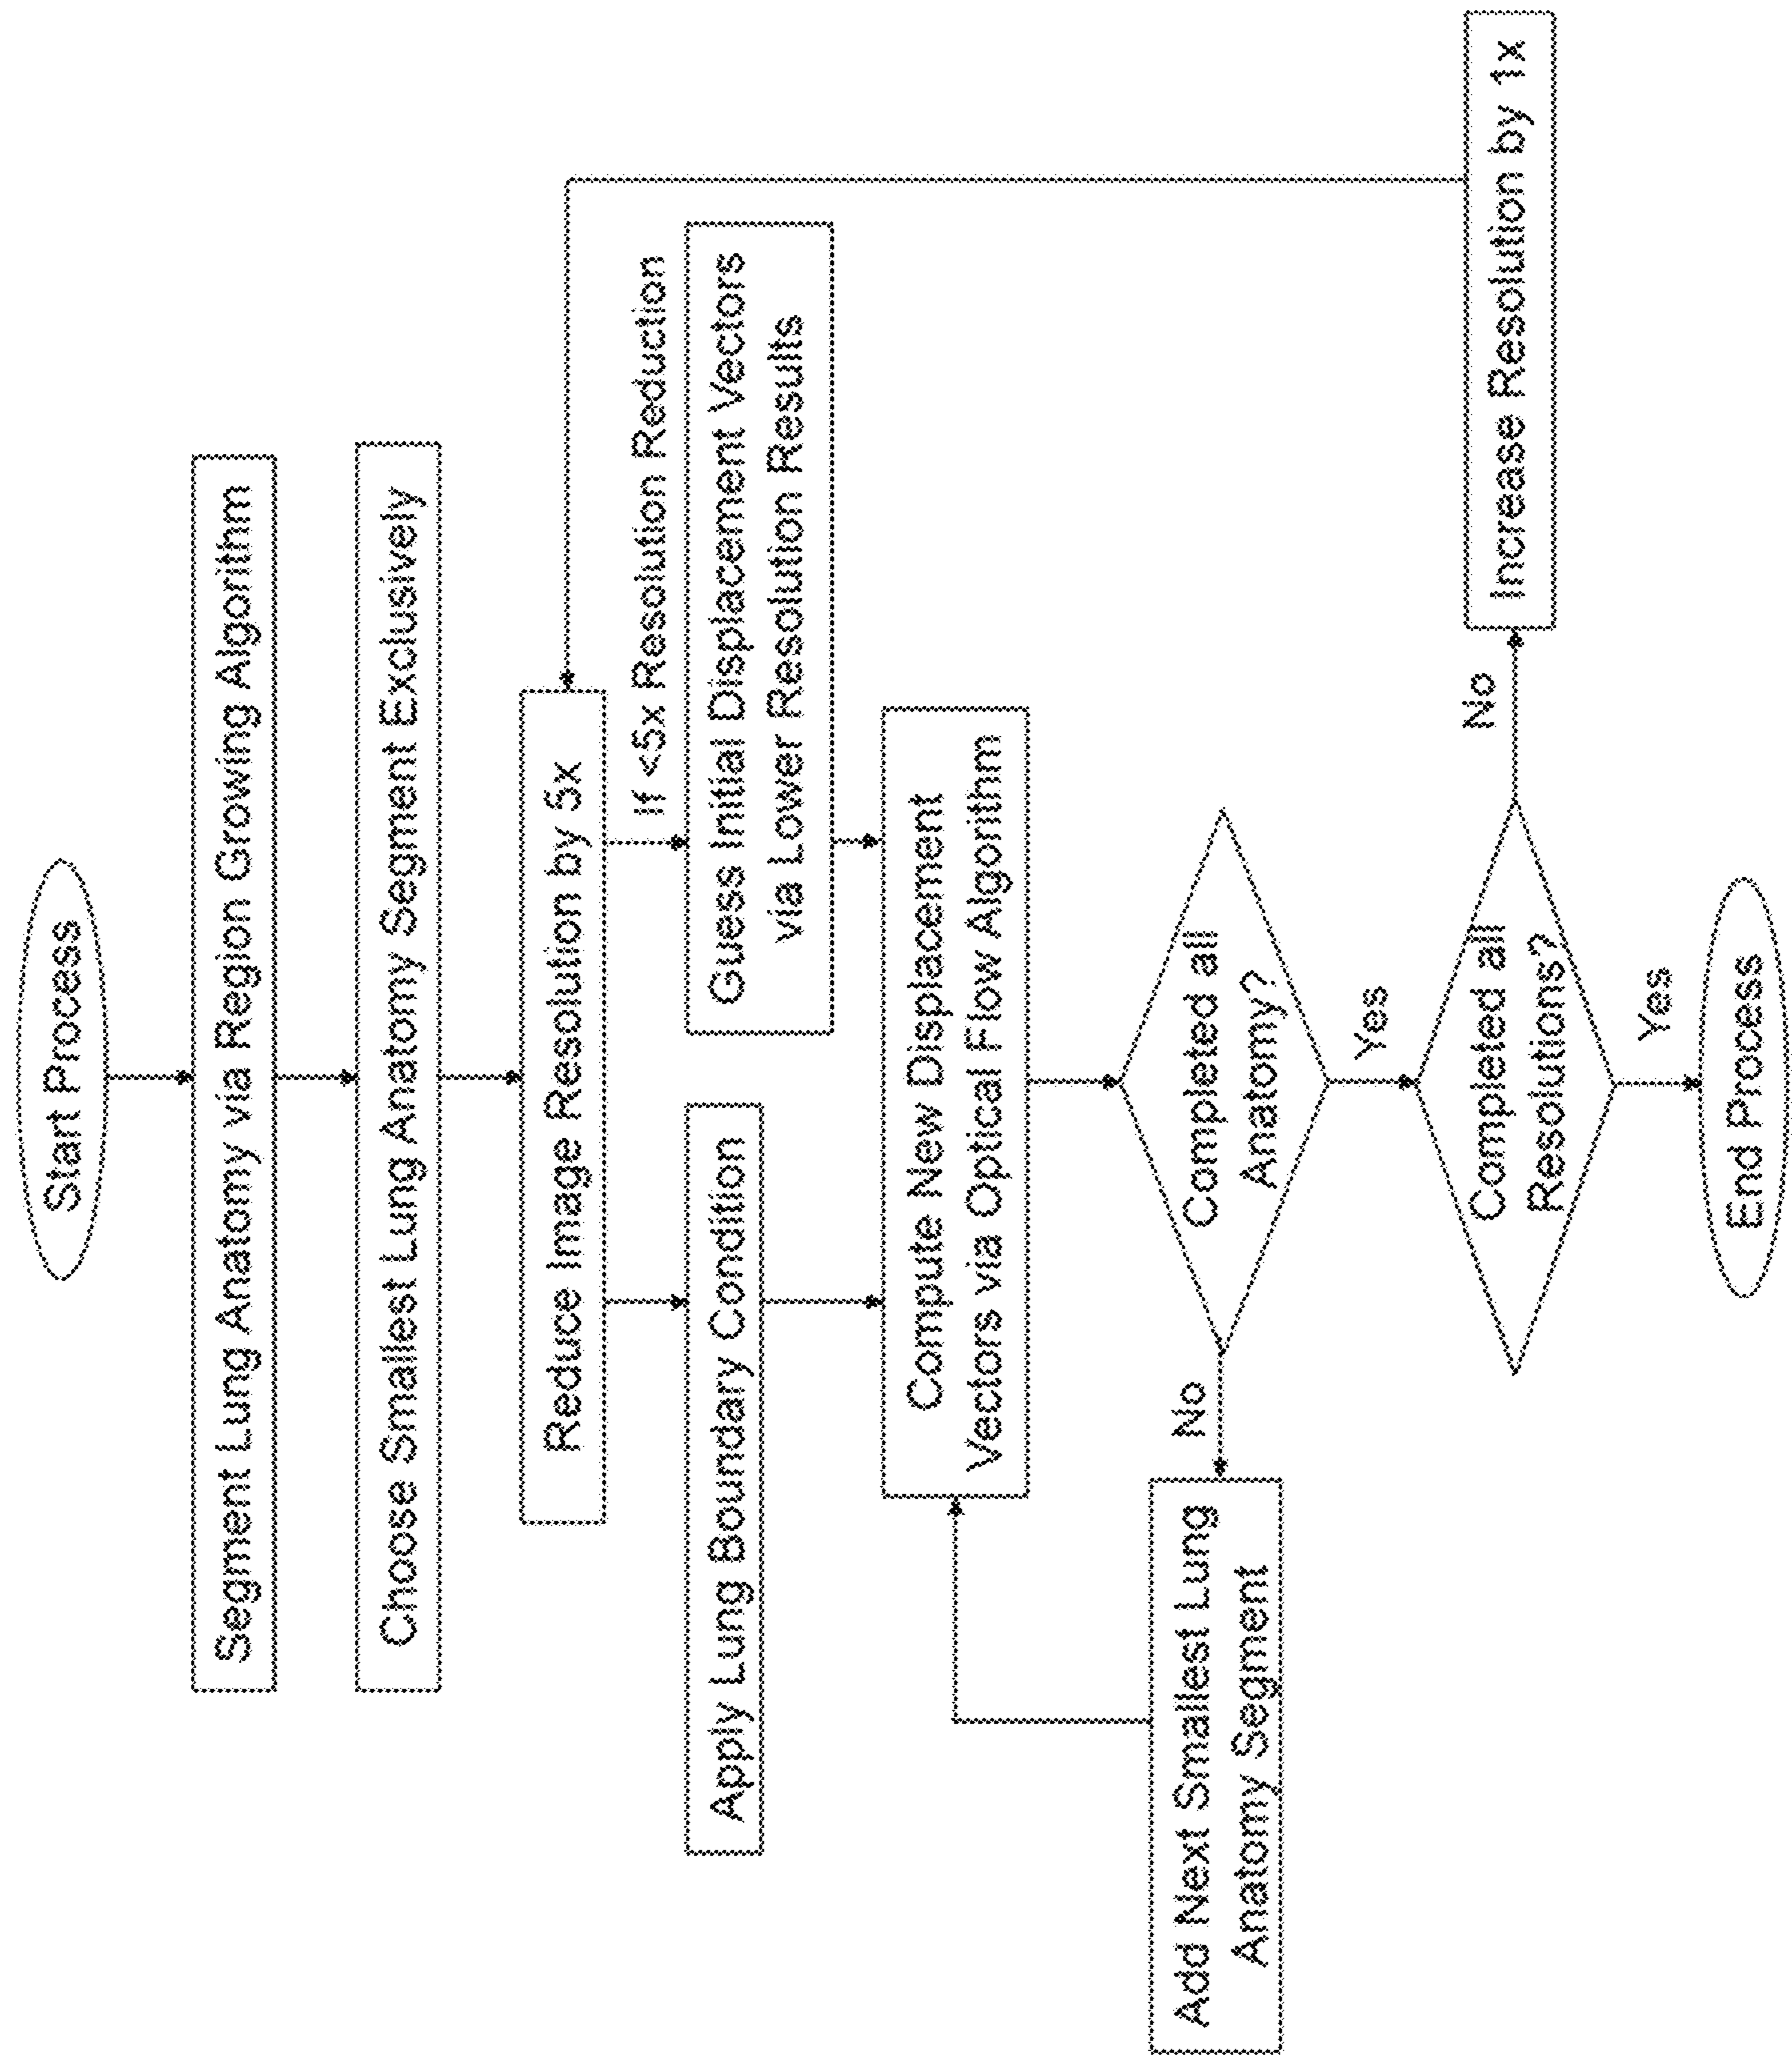 Start Process
Segment Lung Anatomy via Region Growing Algorithm
Choose Smallest Lung Anatomy Segment Exclusively
Reduce Image Resolution by 5x
If <5x Resolution Reduction
Apply Lung Boundary Condition
Guess Initial Displacement Vectors
via Lower Resolution Results
Compute New Displacement
Vectors via Optical Flow Algorithm
Completed all
Anatomy?
No
Add Next Smallest Lung
Anatomy Segment
Yes
Completed all
Resolutions?
No
Increase Resolution by 1x
Yes
End Process